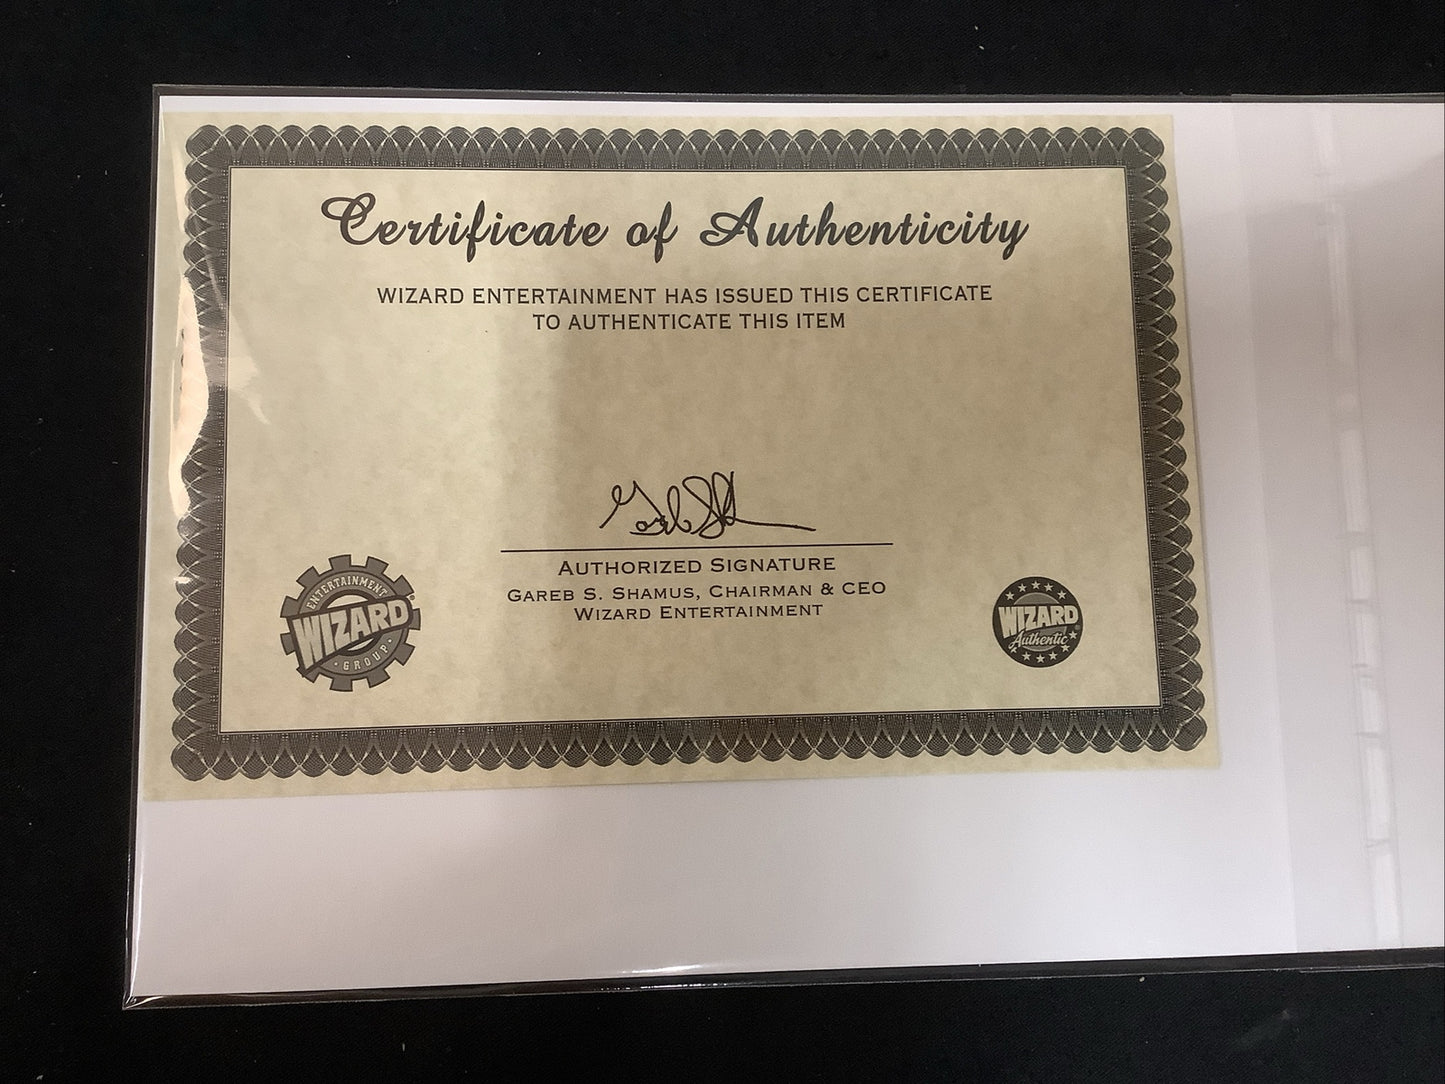 Certificate of Authenticity
WIZARD ENTERTAINMENT HAS ISSUED THIS CERTIFICATE
TO AUTHENTICATE THIS ITEM
AUTHORIZED SIGNATURE
GAREB S. SHAMUS, CHAIRMAN & CEO
WIZARD ENTERTAINMENT
ENTERTAINMENT
WIZARD
GROUP
WIZARD
Authentic